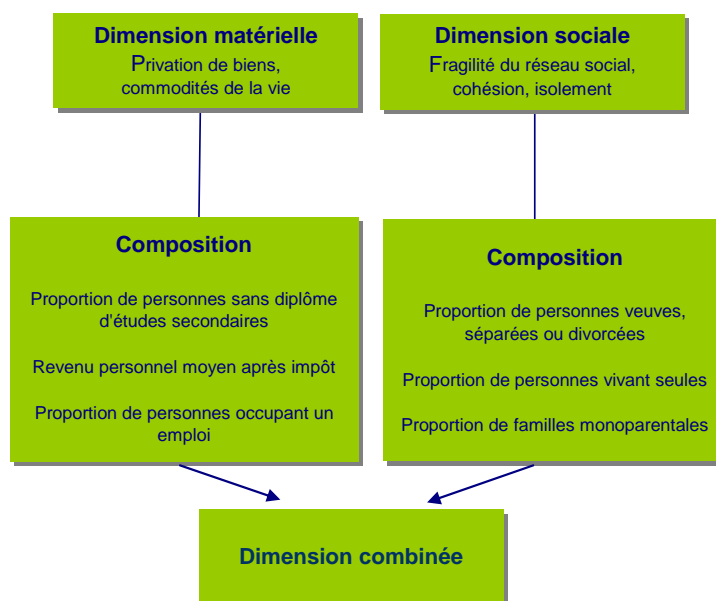 Dimension matérielle
Privation de biens,
commodités de la vie
Dimension sociale
Fragilité du réseau social,
cohésion, isolement
Composition
Proportion de personnes sans diplôme
d'études secondaires
Revenu personnel moyen après impôt
Proportion de personnes occupant un
emploi
Composition
Proportion de personnes veuves,
séparées ou divorcées
Proportion de personnes vivant seules
Proportion de familles monoparentales
Dimension combinée